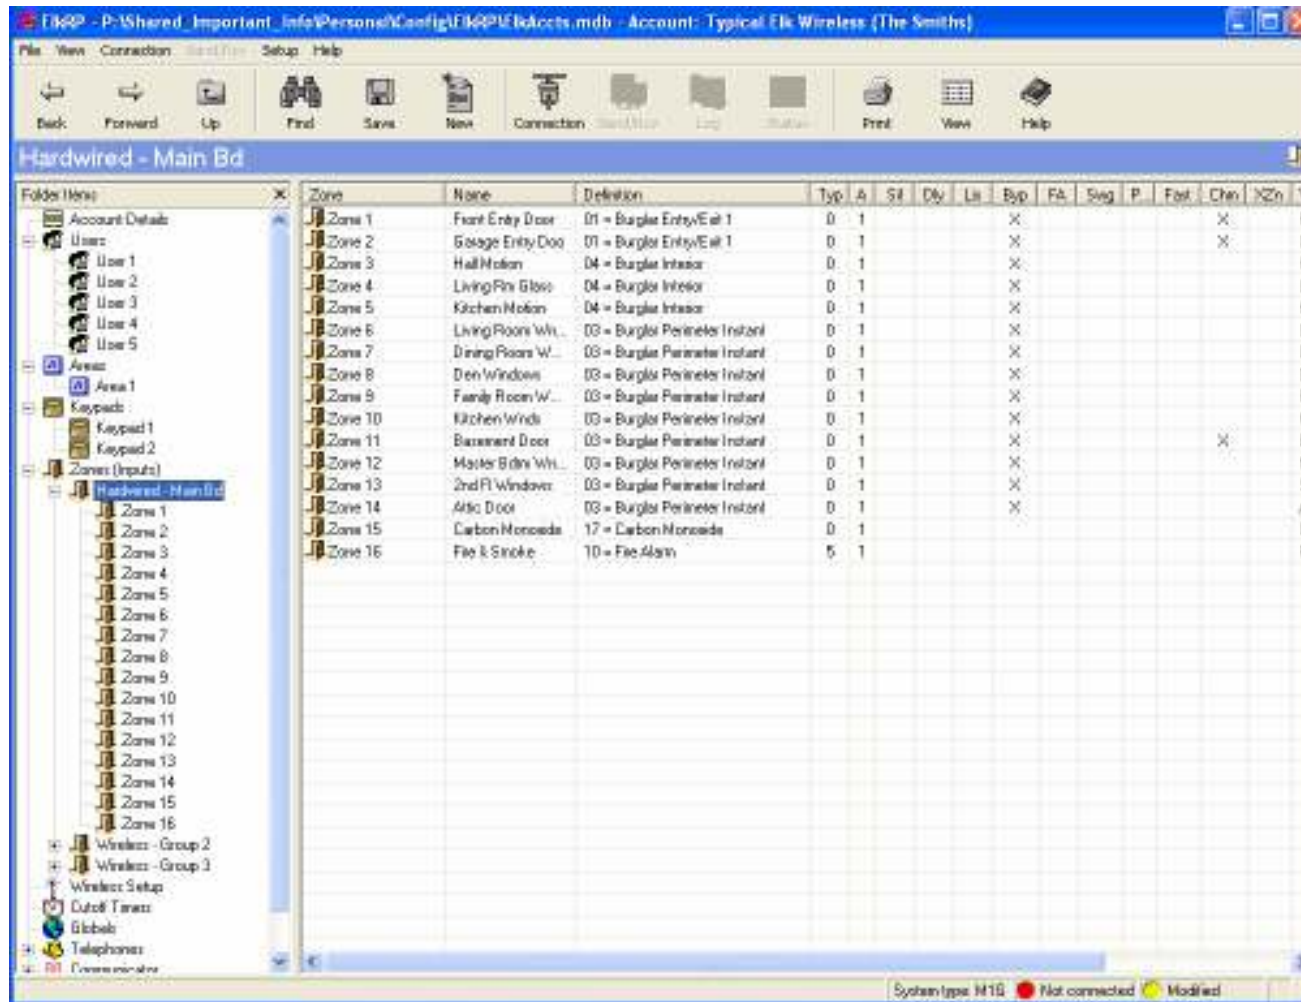 ElkRP - P:\Shared_Important_Info\Personal\Config\ElkRP\ElkAccts.mdb - Account: Typical Elk Wireless (The Smiths)
File View Connection Send/Rcv Setup Help
Back Forward Up Find Save New Connection Send/Rcv Log Status Print View Help
Hardwired - Main Bd
Folder Items
Account Details
Users
User 1
User 2
User 3
User 4
User 5
Areas
Area 1
Keypads
Keypad 1
Keypad 2
Zones (Inputs)
Hardwired - Main Bd
Zone 1
Zone 2
Zone 3
Zone 4
Zone 5
Zone 6
Zone 7
Zone 8
Zone 9
Zone 10
Zone 11
Zone 12
Zone 13
Zone 14
Zone 15
Zone 16
Wireless - Group 2
Wireless - Group 3
Wireless Setup
Cutoff Timers
Globals
Telephones
Communicator
Zone Name Definition Typ A Sil Dly Lis Byp FA Swg P... Fast Chm XZn
Zone 1 Front Entry Door 01 = Burglar Entry/Exit 1 0 1 X X
Zone 2 Garage Entry Doo 01 = Burglar Entry/Exit 1 0 1 X X
Zone 3 Hall Motion 04 = Burglar Interior 0 1 X
Zone 4 Living Rm Glass 04 = Burglar Interior 0 1 X
Zone 5 Kitchen Motion 04 = Burglar Interior 0 1 X
Zone 6 Living Room Wn... 03 = Burglar Perimeter Instant 0 1 X
Zone 7 Dining Room W... 03 = Burglar Perimeter Instant 0 1 X
Zone 8 Den Windows 03 = Burglar Perimeter Instant 0 1 X
Zone 9 Family Room W... 03 = Burglar Perimeter Instant 0 1 X
Zone 10 Kitchen Winds 03 = Burglar Perimeter Instant 0 1 X
Zone 11 Basement Door 03 = Burglar Perimeter Instant 0 1 X X
Zone 12 Master Bdrm Wn... 03 = Burglar Perimeter Instant 0 1 X
Zone 13 2nd Fl Windows 03 = Burglar Perimeter Instant 0 1 X
Zone 14 Attic Door 03 = Burglar Perimeter Instant 0 1 X
Zone 15 Carbon Monoxide 17 = Carbon Monoxide 0 1
Zone 16 Fire & Smoke 10 = Fire Alarm 5 1
System type: M1G Not connected Modified